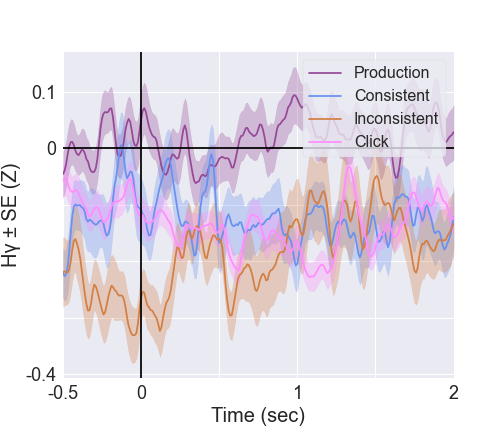 Production
Consistent
Inconsistent
Click
0.1
0
-0.4
Hγ ± SE (Z)
-0.5
0
1
2
Time (sec)